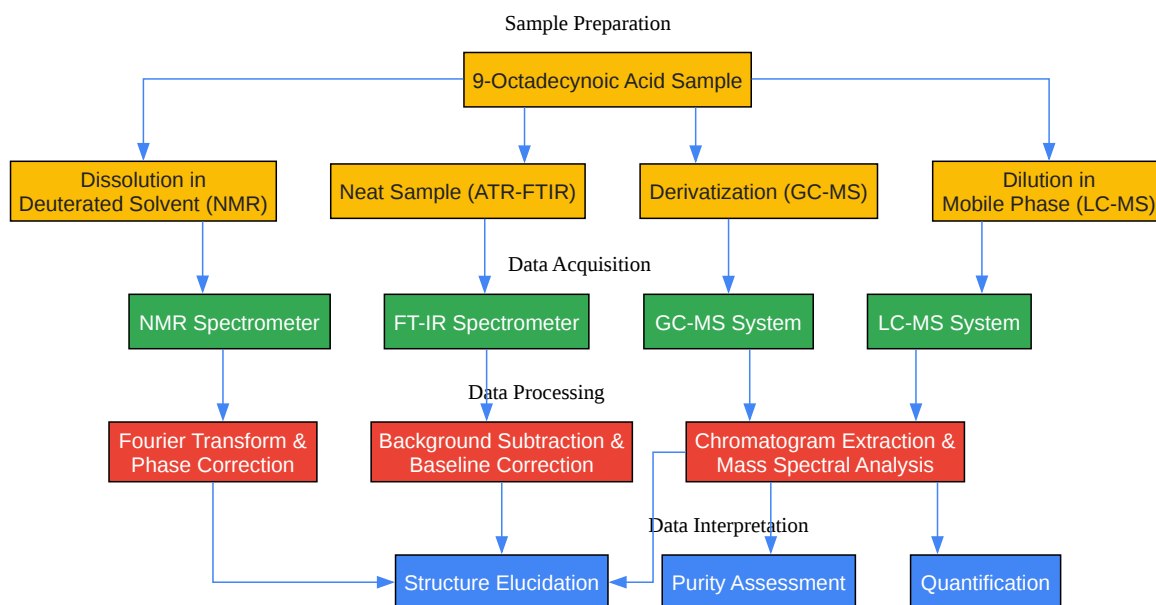 Sample Preparation
9-Octadecynoic Acid Sample
Dissolution in
Deuterated Solvent (NMR)
Neat Sample (ATR-FTIR)
Derivatization (GC-MS)
Dilution in
Mobile Phase (LC-MS)
Data Acquisition
NMR Spectrometer
FT-IR Spectrometer
GC-MS System
LC-MS System
Data Processing
Fourier Transform &
Phase Correction
Background Subtraction &
Baseline Correction
Chromatogram Extraction &
Mass Spectral Analysis
Data Interpretation
Structure Elucidation
Purity Assessment
Quantification